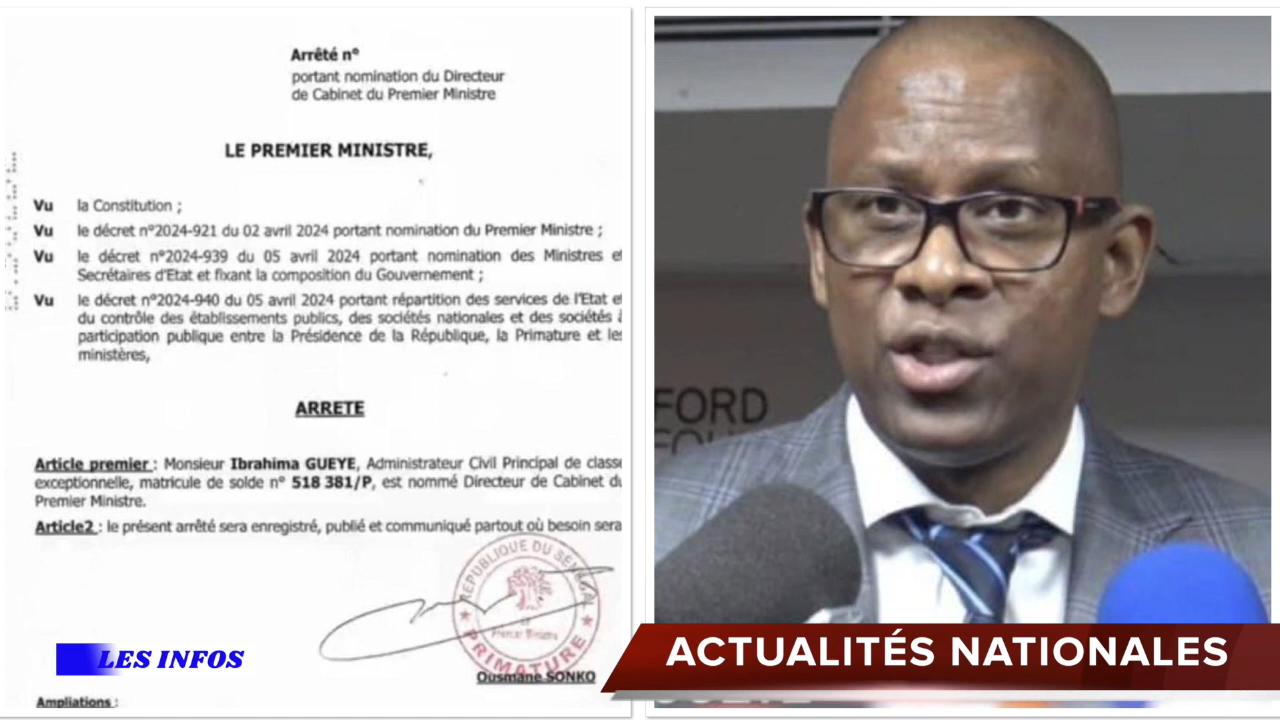 Arrêté n°
portant nomination du Directeur
de Cabinet du Premier Ministre
LE PREMIER MINISTRE,
Vu la Constitution ;
Vu le décret n°2024-921 du 02 avril 2024 portant nomination du Premier Ministre ;
Vu le décret n°2024-939 du 05 avril 2024 portant nomination des Ministres et
Secrétaires d'Etat et fixant la composition du Gouvernement ;
Vu le décret n°2024-940 du 05 avril 2024 portant répartition des services de l'Etat et
du contrôle des établissements publics, des sociétés nationales et des sociétés à
participation publique entre la Présidence de la République, la Primature et les
ministères,
ARRETE
Article premier : Monsieur Ibrahima GUEYE, Administrateur Civil Principal de classe
exceptionnelle, matricule de solde n° 518 381/P, est nommé Directeur de Cabinet du
Premier Ministre.
Article2 : le présent arrêté sera enregistré, publié et communiqué partout où besoin sera
REPUBLIQUE DU SENEGAL
Premier Ministre
PRIMATURE
Ousmane SONKO
Ampliations :
LES INFOS
FORD
ACTUALITÉS NATIONALES